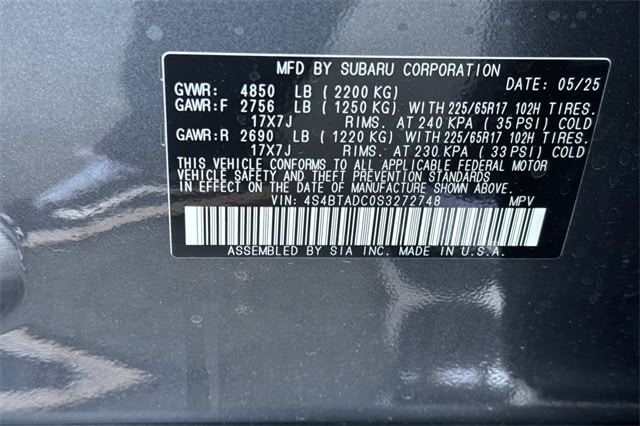 MFD BY SUBARU CORPORATION
DATE: 05/25
GVWR: 4850 LB ( 2200 KG)
GAWR:F 2756 LB ( 1250 KG) WITH 225/65R17 102H TIRES.
17X7J RIMS. AT 240 KPA ( 35 PSI) COLD
GAWR:R 2690 LB ( 1220 KG) WITH 225/65R17 102H TIRES.
17X7J RIMS. AT 230 KPA ( 33 PSI) COLD
THIS VEHICLE CONFORMS TO ALL APPLICABLE FEDERAL MOTOR
VEHICLE SAFETY AND THEFT PREVENTION STANDARDS
IN EFFECT ON THE DATE OF MANUFACTURE SHOWN ABOVE.
VIN: 4S4BTADC0S3272748 MPV
ASSEMBLED BY SIA INC. MADE IN U.S.A.